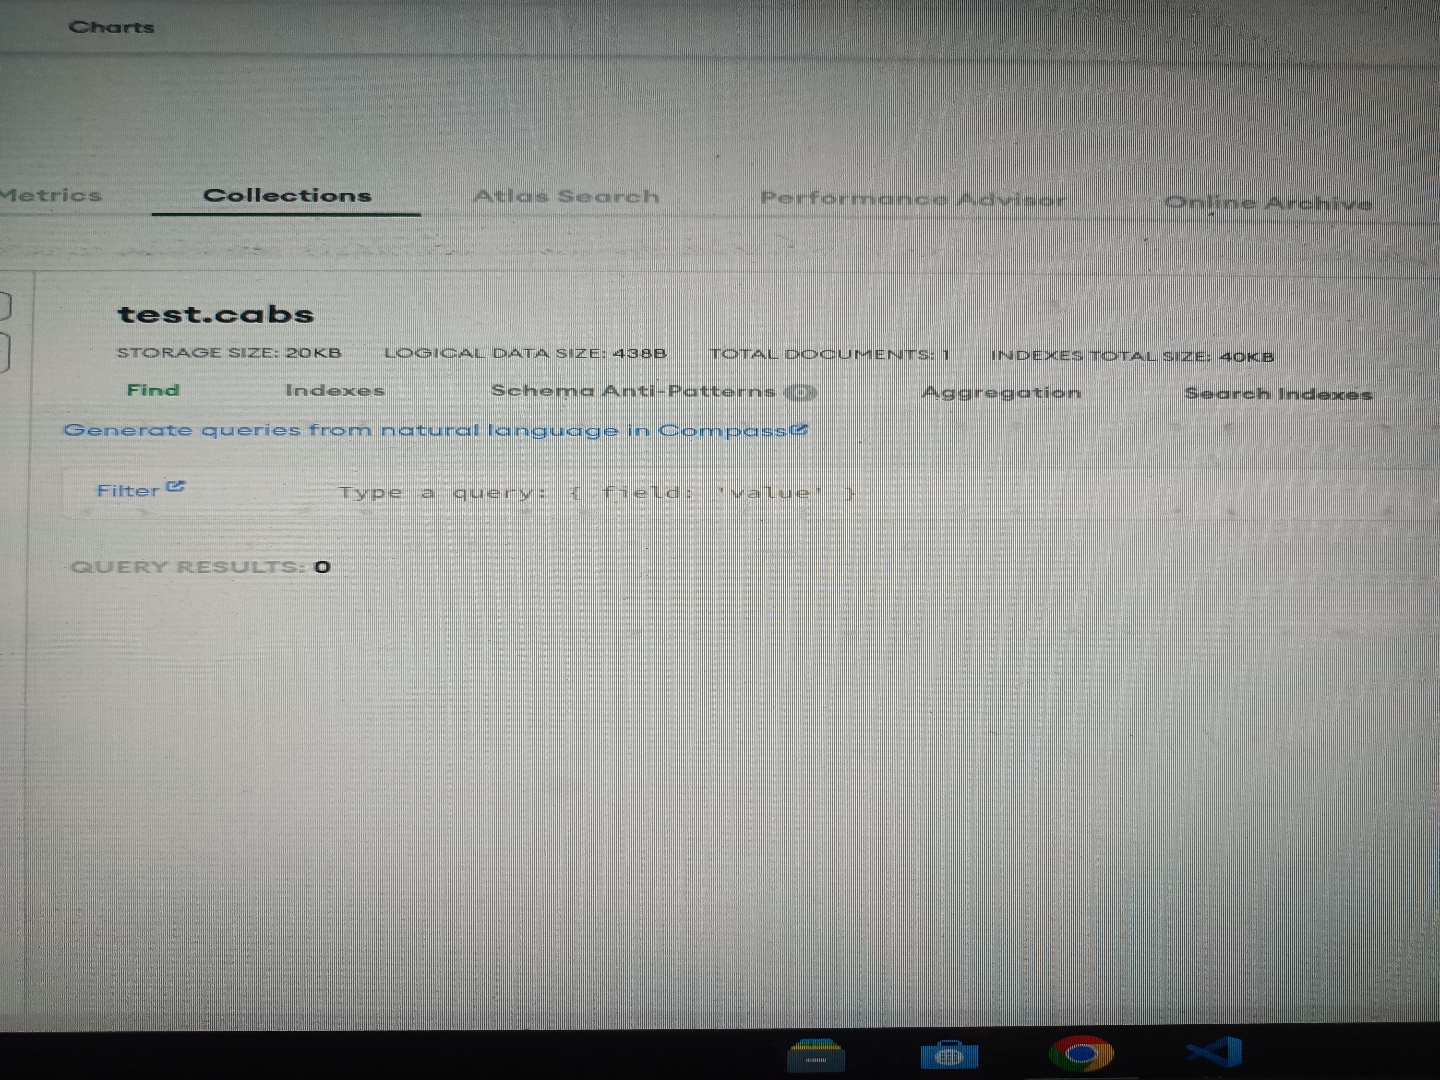 Charts
Metrics Collections Atlas Search Performance Advisor Online Archive
test.cabs
STORAGE SIZE: 20KB LOGICAL DATA SIZE: 438B TOTAL DOCUMENTS: 1 INDEXES TOTAL SIZE: 40KB
Find Indexes Schema Anti-Patterns 0 Aggregation Search Indexes
Generate queries from natural language in Compass
Filter Type a query: { field: 'value' }
QUERY RESULTS: 0